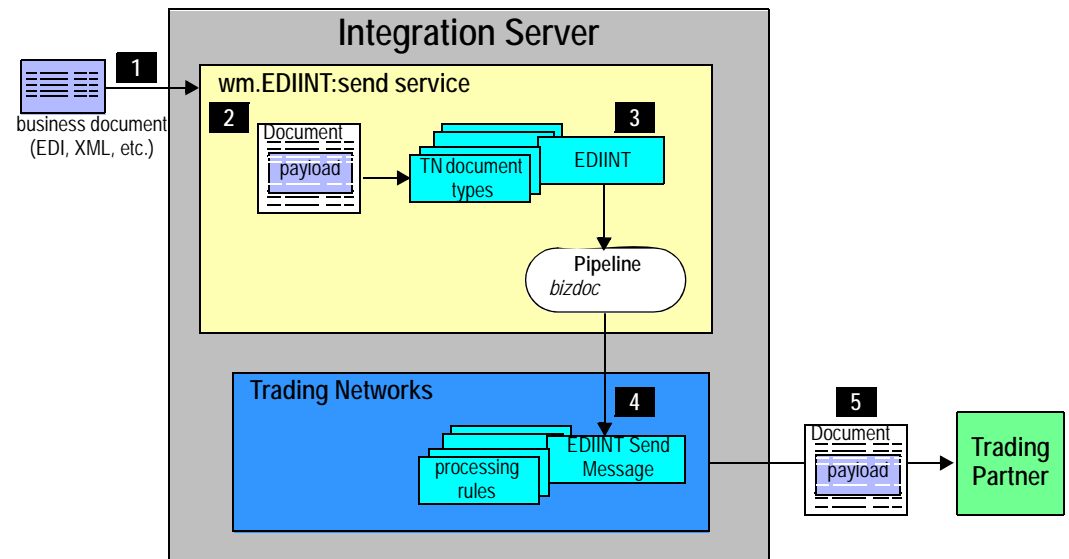 Integration Server
1
wm.EDIINT:send service
business document
(EDI, XML, etc.)
2
Document
payload
TN document
types
3
EDIINT
Pipeline
bizdoc
Trading Networks
4
EDIINT Send
Message
processing
rules
5
Document
payload
Trading
Partner